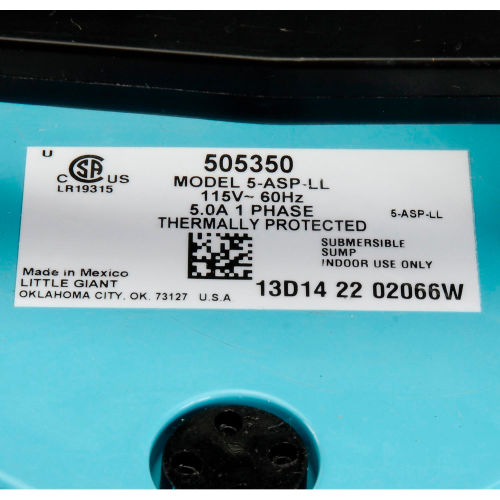 U
505350
C SA US
LR19315
MODEL 5-ASP-LL
115V~ 60Hz
5.0A 1 PHASE
5-ASP-LL
THERMALLY PROTECTED
SUBMERSIBLE
SUMP
INDOOR USE ONLY
Made in Mexico
LITTLE GIANT
OKLAHOMA CITY, OK. 73127 U.S.A
13D14 22 02066W